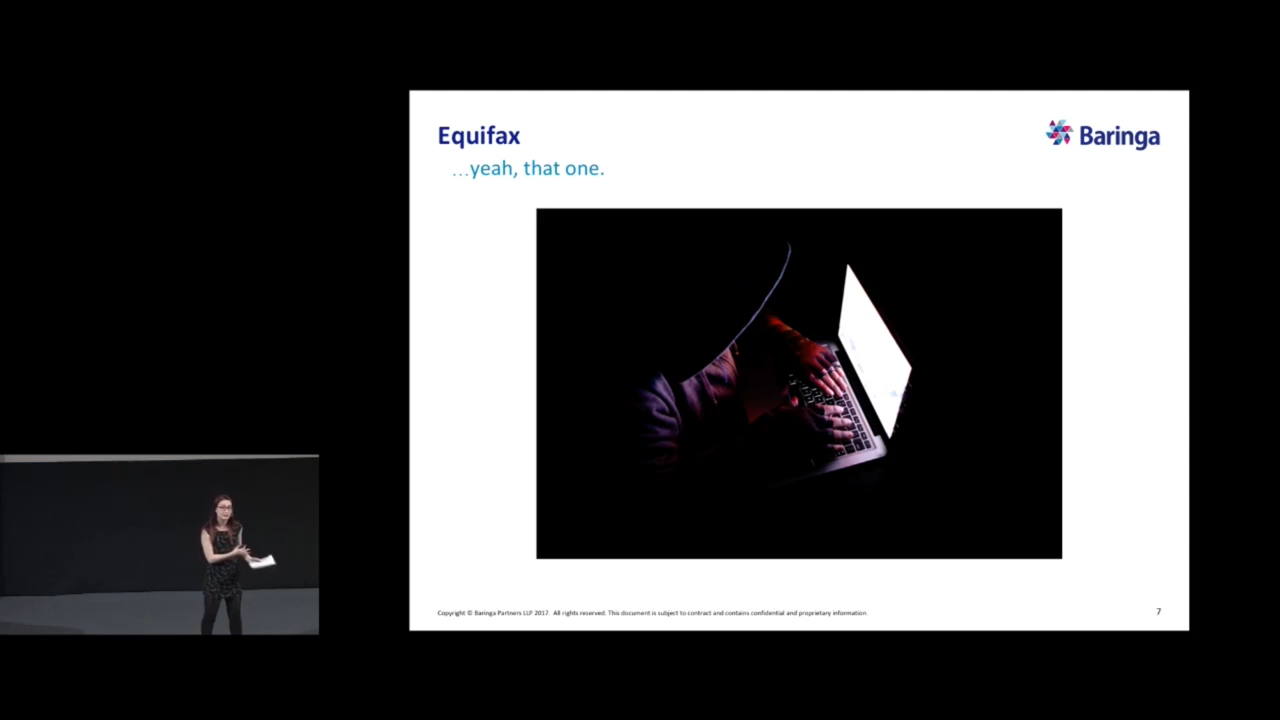 Equifax
Baringa
...yeah, that one.
Copyright © Baringa Partners LLP 2017. All rights reserved. This document is subject to contract and contains confidential and proprietary information.
7